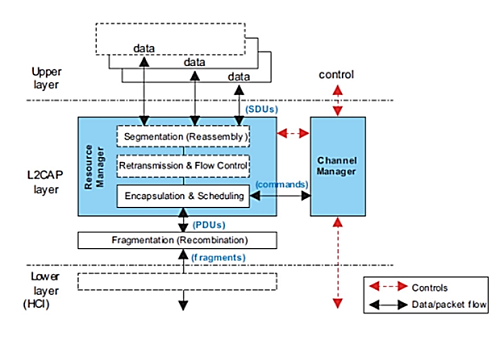 data
data
data
Upper
layer
control
(SDUs)
Segmentation (Reassembly)
Retransmission & Flow Control
Encapsulation & Scheduling
Resource
Manager
Channel
Manager
L2CAP
layer
(commands)
(PDUs)
Fragmentation (Recombination)
(fragments)
Lower
layer
(HCI)
Controls
Data/packet flow